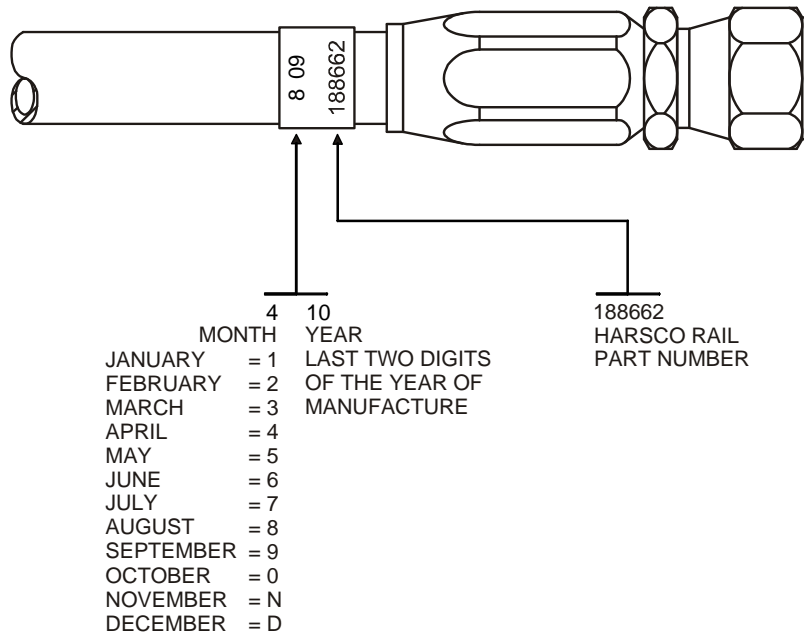 8 09
188662
4 10
MONTH YEAR
JANUARY = 1 LAST TWO DIGITS
FEBRUARY = 2 OF THE YEAR OF
MARCH = 3 MANUFACTURE
APRIL = 4
MAY = 5
JUNE = 6
JULY = 7
AUGUST = 8
SEPTEMBER = 9
OCTOBER = 0
NOVEMBER = N
DECEMBER = D
188662
HARSCO RAIL
PART NUMBER